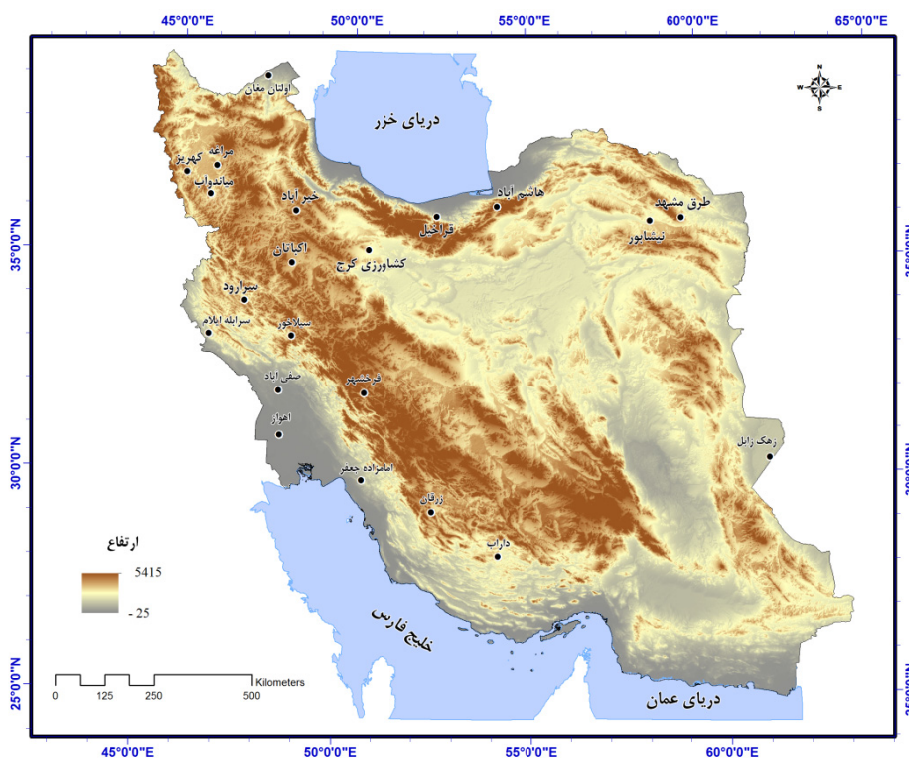 45°0'0"E 50°0'0"E 55°0'0"E 60°0'0"E 65°0'0"E
N
W E
S
اولتان مغان
دریای خزر
کهریز
مراغه
میاندواب
خیر آباد
هاشم آباد
قراخیل
طرق مشهد
نیشابور
35°0'0"N
اکباتان
کشاورزی کرج
سرارود
سرابله ایلام
سیلاخور
صفی آباد
فرخشهر
اهواز
زهک زابل
30°0'0"N
امامزاده جعفر
زرقان
داراب
ارتفاع
5415
- 25
خلیج فارس
دریای عمان
Kilometers
0 125 250 500
25°0'0"N
45°0'0"E 50°0'0"E 55°0'0"E 60°0'0"E